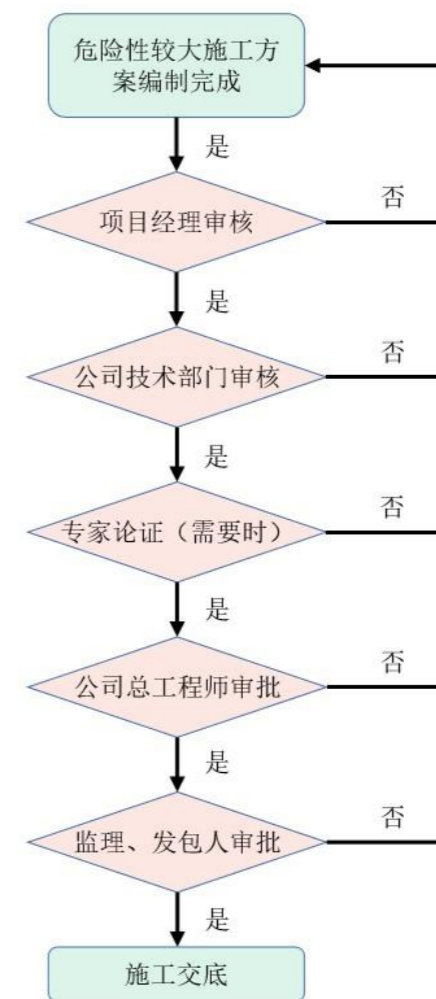 危险性较大施工方
案编制完成
是
项目经理审核
否
是
公司技术部门审核
否
是
专家论证（需要时）
否
是
公司总工程师审批
否
是
监理、发包人审批
否
是
施工交底